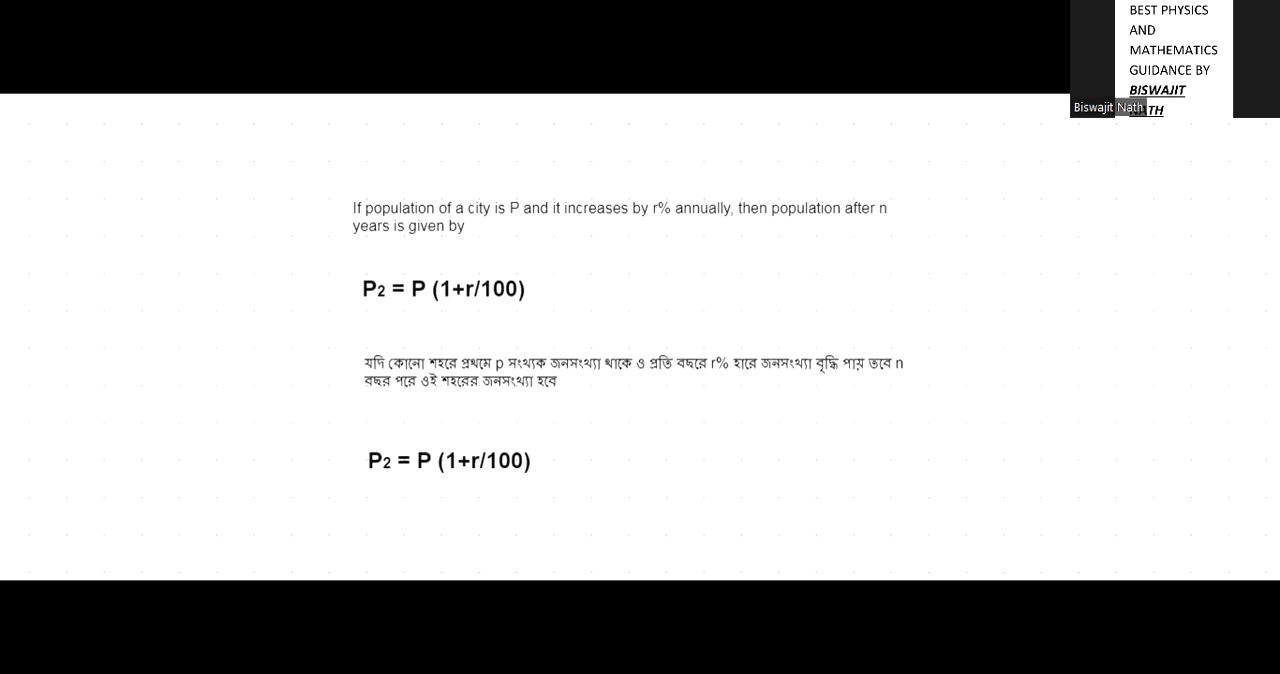 BEST PHYSICS
AND
MATHEMATICS
GUIDANCE BY
BISWAJIT
Biswajit Nath
If population of a city is P and it increases by r% annually, then population after n
years is given by
P₂ = P (1+r/100)
যদি কোনো শহরে প্রথমে p সংখ্যক জনসংখ্যা থাকে ও প্রতি বছরে r% হারে জনসংখ্যা বৃদ্ধি পায় তবে n
বছর পরে ওই শহরের জনসংখ্যা হবে
P₂ = P (1+r/100)